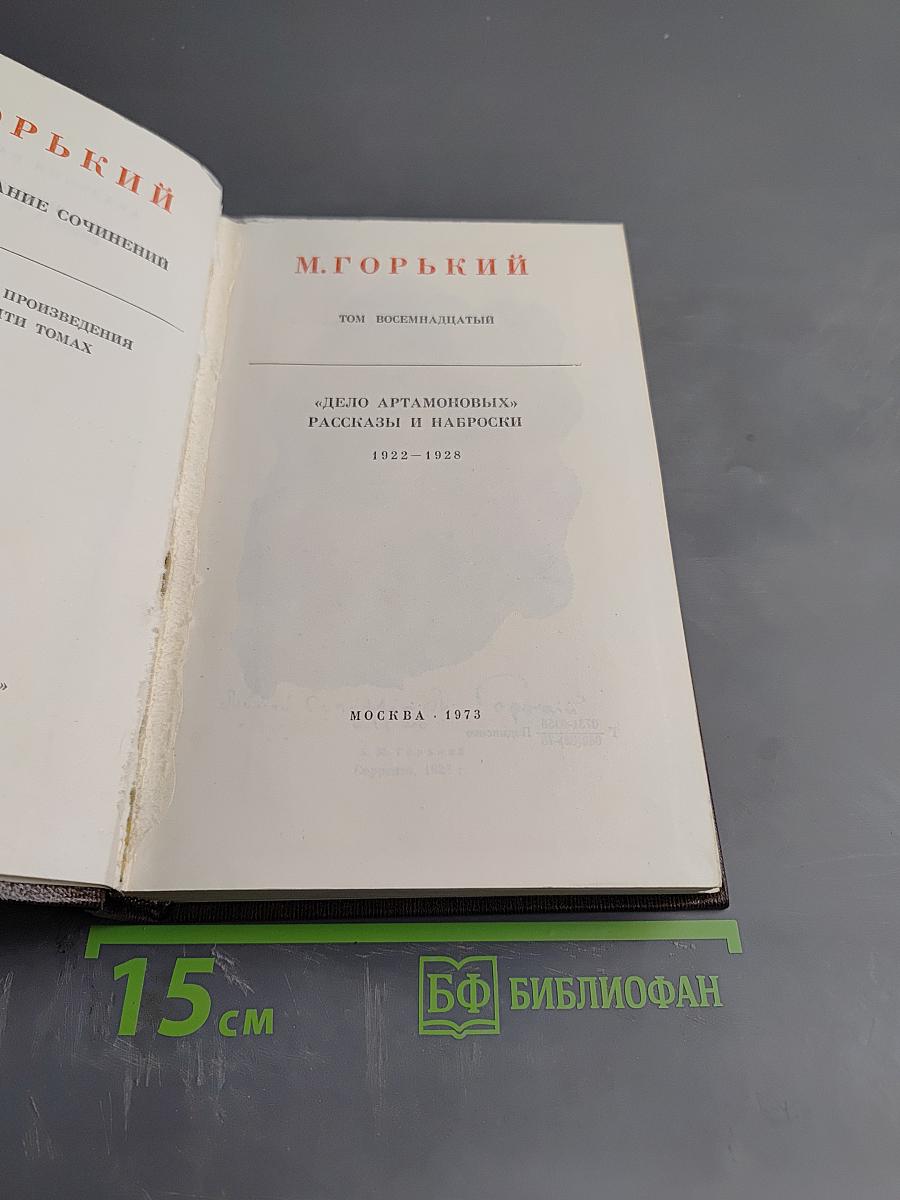 ОРЬКИЙ
АНИЕ СОЧИНЕНИЙ
ПРОИЗВЕДЕНИЯ
ТИ ТОМАХ
»
М.ГОРЬКИЙ
ТОМ ВОСЕМНАДЦАТЫЙ
«ДЕЛО АРТАМОНОВЫХ»
РАССКАЗЫ И НАБРОСКИ
1922—1928
МОСКВА · 1973
15 СМ
БФ БИБЛИОФАН